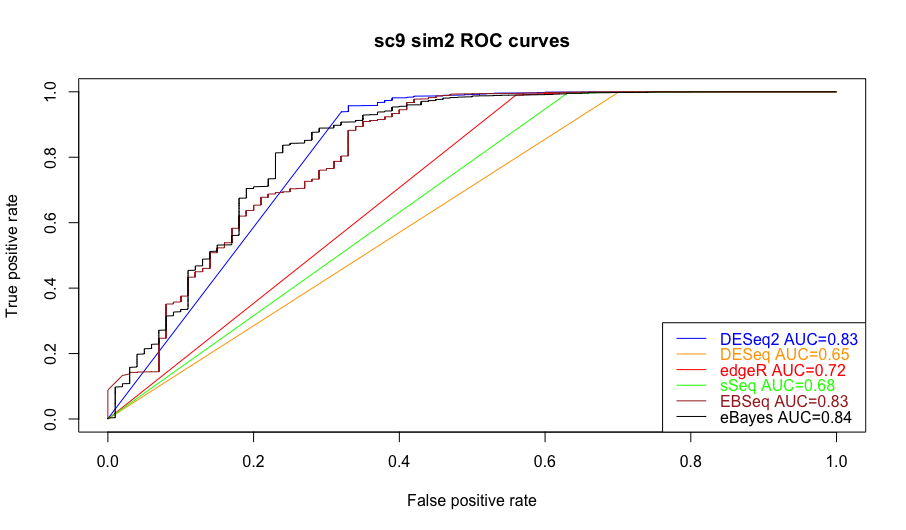 sc9 sim2 ROC curves
True positive rate
1.0
0.8
0.6
0.4
0.2
0.0
DESeq2 AUC=0.83
DESeq AUC=0.65
edgeR AUC=0.72
sSeq AUC=0.68
EBSeq AUC=0.83
eBayes AUC=0.84
0.0 0.2 0.4 0.6 0.8 1.0
False positive rate